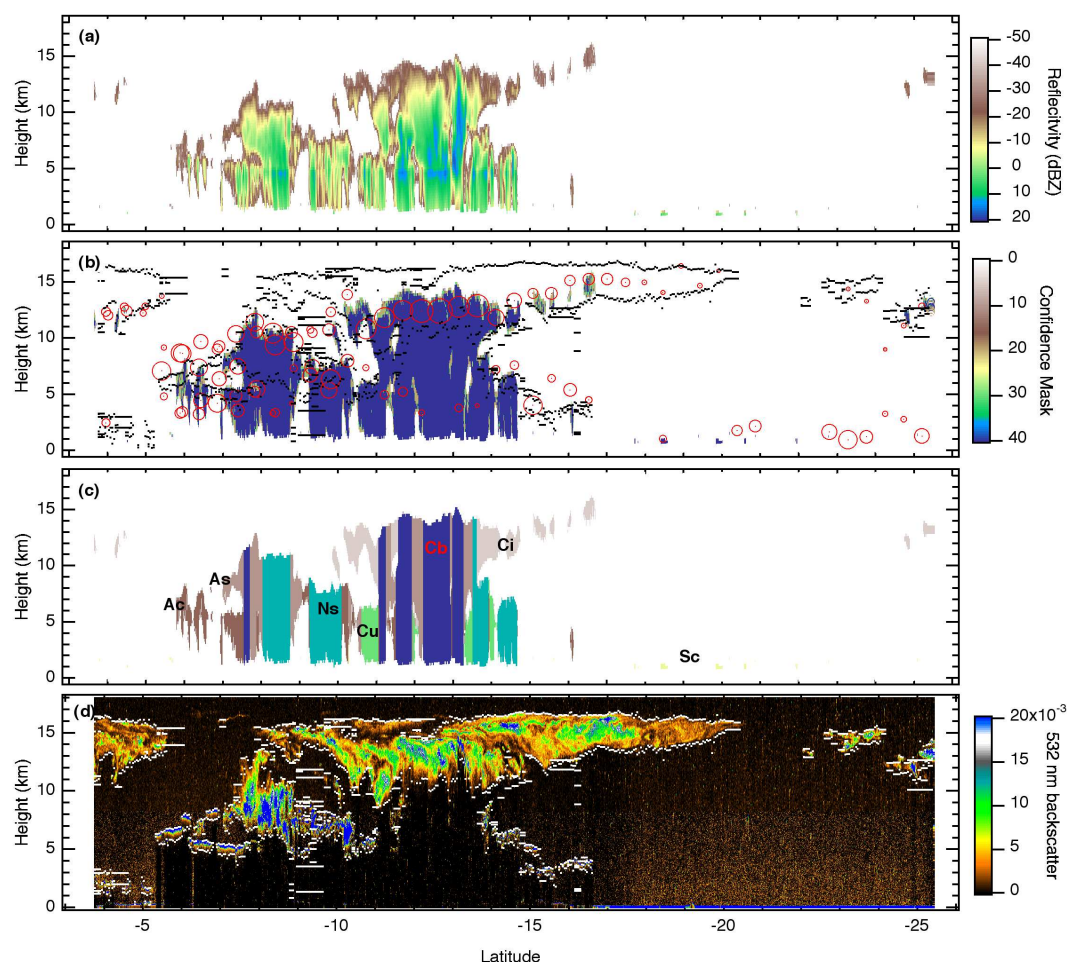 (a)
15
10
5
0
Height (km)
-50
-40
-30
-20
-10
0
10
20
Reflecitvity (dBZ)
(b)
15
10
5
0
Height (km)
0
10
20
30
40
Confidence Mask
(c)
15
10
5
0
Height (km)
Ac
As
Ns
Cu
Cb
Ci
Sc
(d)
15
10
5
0
Height (km)
20x10-3
15
10
5
0
532 nm backscatter
-5
-10
-15
-20
-25
Latitude